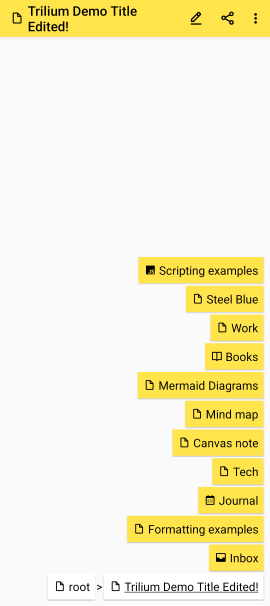 Trilium Demo Title
Edited!
JS Scripting examples
Steel Blue
Work
Books
Mermaid Diagrams
Mind map
Canvas note
Tech
Journal
Formatting examples
Inbox
root > Trilium Demo Title Edited!